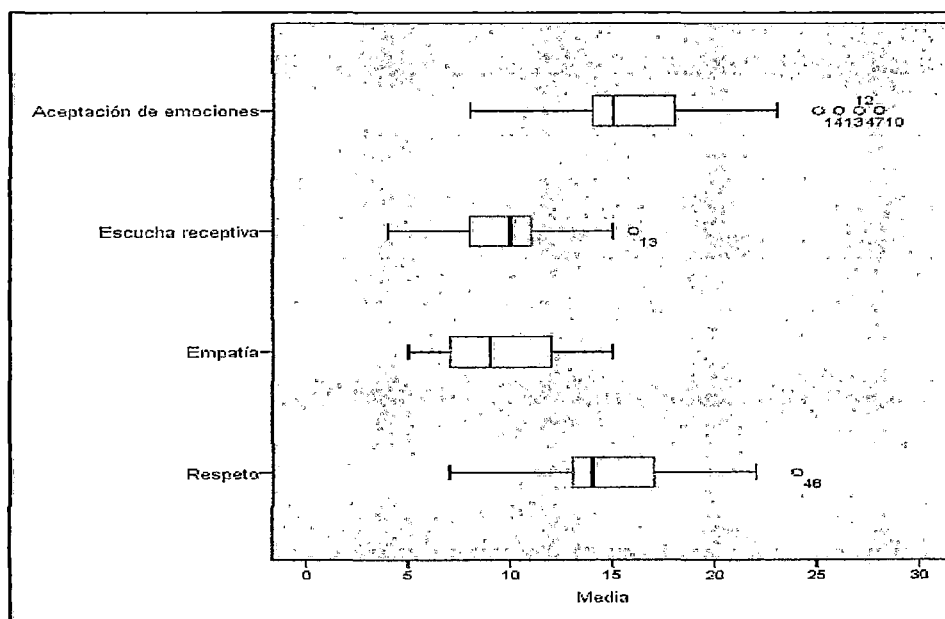 Aceptación de emociones
12
14134710
Escucha receptiva
13
Empatía
Respeto
46
0 5 10 15 20 25 30
Media